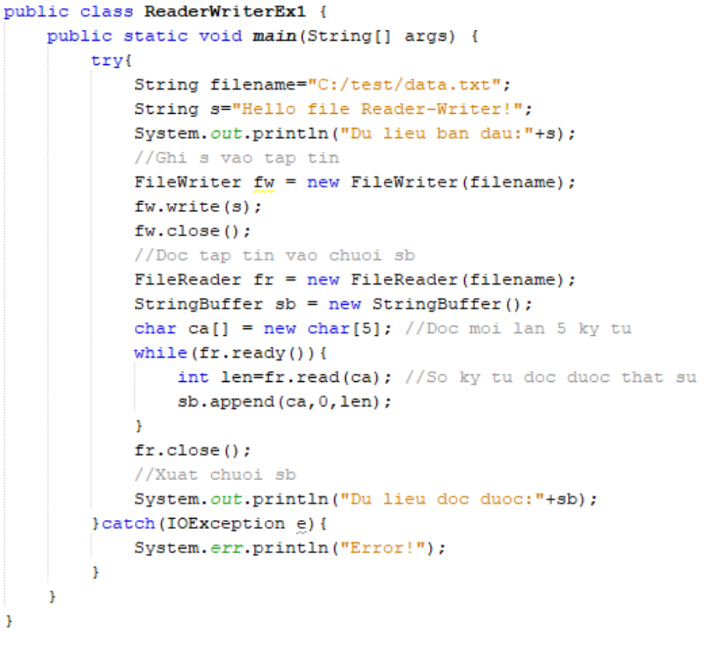 public class ReaderWriterEx1 {
    public static void main(String[] args) {
        try{
            String filename="C:/test/data.txt";
            String s="Hello file Reader-Writer!";
            System.out.println("Du lieu ban dau:"+s);
            //Ghi s vao tap tin
            FileWriter fw = new FileWriter(filename);
            fw.write(s);
            fw.close();
            //Doc tap tin vao chuoi sb
            FileReader fr = new FileReader(filename);
            StringBuffer sb = new StringBuffer();
            char ca[] = new char[5]; //Doc moi lan 5 ky tu
            while(fr.ready()){
                int len=fr.read(ca); //So ky tu doc duoc that su
                sb.append(ca,0,len);
            }
            fr.close();
            //Xuat chuoi sb
            System.out.println("Du lieu doc duoc:"+sb);
        }catch(IOException e){
            System.err.println("Error!");
        }
    }
}